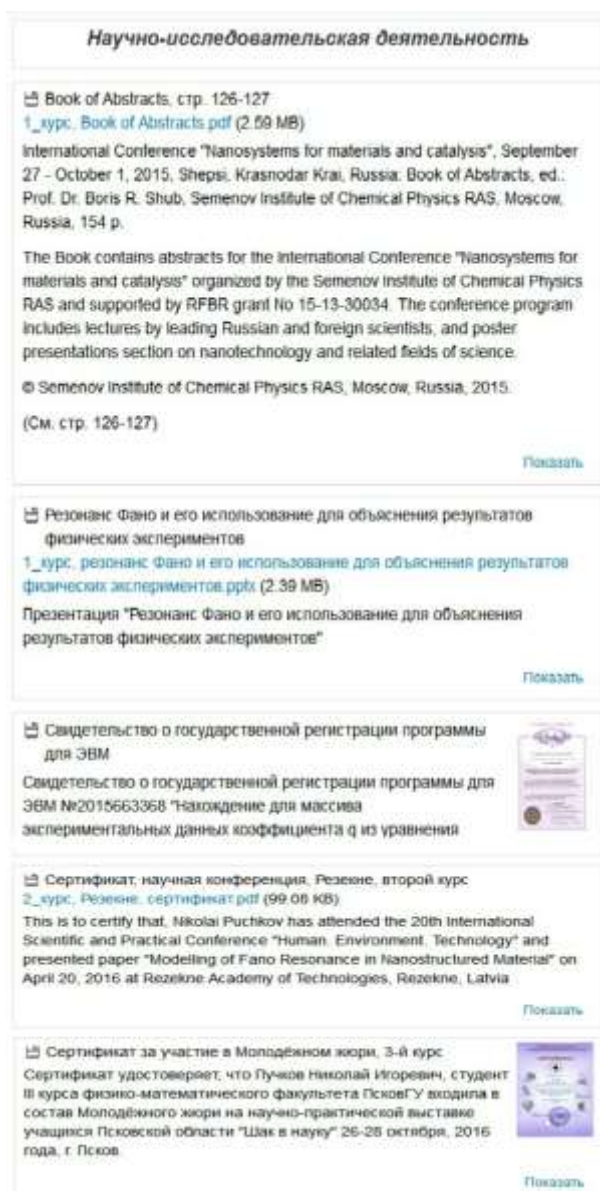 Научно-исследовательская деятельность
Book of Abstracts, стр. 126-127
1_курс, Book of Abstracts.pdf (2.59 MB)
International Conference "Nanosystems for materials and catalysis", September
27 - October 1, 2015, Shepsi, Krasnodar Krai, Russia: Book of Abstracts, ed.:
Prof. Dr. Boris R. Shub, Semenov Institute of Chemical Physics RAS, Moscow,
Russia, 154 p.
The Book contains abstracts for the International Conference "Nanosystems for
materials and catalysis" organized by the Semenov Institute of Chemical Physics
RAS and supported by RFBR grant No 15-13-30034. The conference program
includes lectures by leading Russian and foreign scientists, and poster
presentations section on nanotechnology and related fields of science.
© Semenov Institute of Chemical Physics RAS, Moscow, Russia, 2015.
(См. стр. 126-127)
Показать
Резонанс Фано и его использование для объяснения результатов
физических экспериментов
1_курс, резонанс Фано и его использование для объяснения результатов
физических экспериментов.pptx (2.39 MB)
Презентация "Резонанс Фано и его использование для объяснения
результатов физических экспериментов"
Показать
Свидетельство о государственной регистрации программы
для ЭВМ
Свидетельство о государственной регистрации программы для
ЭВМ №2015663368 "Нахождение для массива
экспериментальных данных коэффициента q из уравнения
Сертификат, научная конференция, Резекне, второй курс
2_курс, Резекне, сертификат.pdf (99.06 KB)
This is to certify that, Nikolai Puchkov has attended the 20th International
Scientific and Practical Conference "Human. Environment. Technology" and
presented paper "Modelling of Fano Resonance in Nanostructured Material" on
April 20, 2016 at Rezekne Academy of Technologies, Rezekne, Latvia
Показать
Сертификат за участие в Молодёжном жюри, 3-й курс
Сертификат удостоверяет, что Пучков Николай Игоревич, студент
III курса физико-математического факультета ПсковГУ входила в
состав Молодёжного жюри на научно-практической выставке
учащихся Псковской области "Шаг в науку" 26-28 октября, 2016
года, г. Псков
Показать